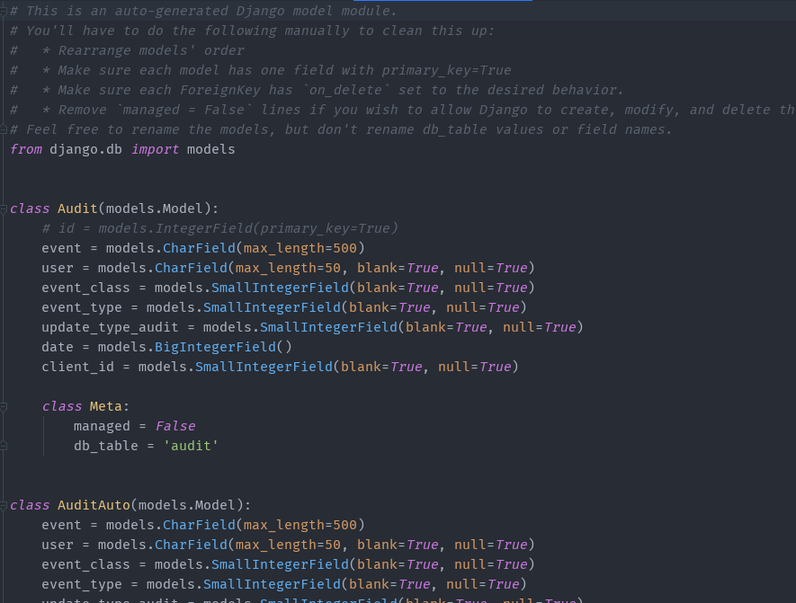 # This is an auto-generated Django model module.
# You'll have to do the following manually to clean this up:
#   * Rearrange models' order
#   * Make sure each model has one field with primary_key=True
#   * Make sure each ForeignKey has `on_delete` set to the desired behavior.
#   * Remove `managed = False` lines if you wish to allow Django to create, modify, and delete th
# Feel free to rename the models, but don't rename db_table values or field names.
from django.db import models
class Audit(models.Model):
    # id = models.IntegerField(primary_key=True)
    event = models.CharField(max_length=500)
    user = models.CharField(max_length=50, blank=True, null=True)
    event_class = models.SmallIntegerField(blank=True, null=True)
    event_type = models.SmallIntegerField(blank=True, null=True)
    update_type_audit = models.SmallIntegerField(blank=True, null=True)
    date = models.BigIntegerField()
    client_id = models.SmallIntegerField(blank=True, null=True)
    class Meta:
        managed = False
        db_table = 'audit'
class AuditAuto(models.Model):
    event = models.CharField(max_length=500)
    user = models.CharField(max_length=50, blank=True, null=True)
    event_class = models.SmallIntegerField(blank=True, null=True)
    event_type = models.SmallIntegerField(blank=True, null=True)
    update_type_audit = models.SmallIntegerField(blank=True, null=True)